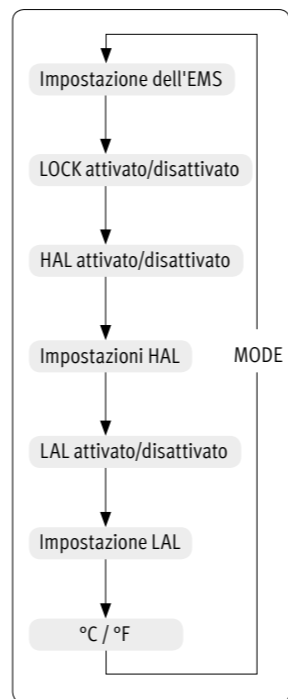 Impostazione dell'EMS
LOCK attivato/disattivato
HAL attivato/disattivato
Impostazioni HAL
MODE
LAL attivato/disattivato
Impostazione LAL
°C / °F